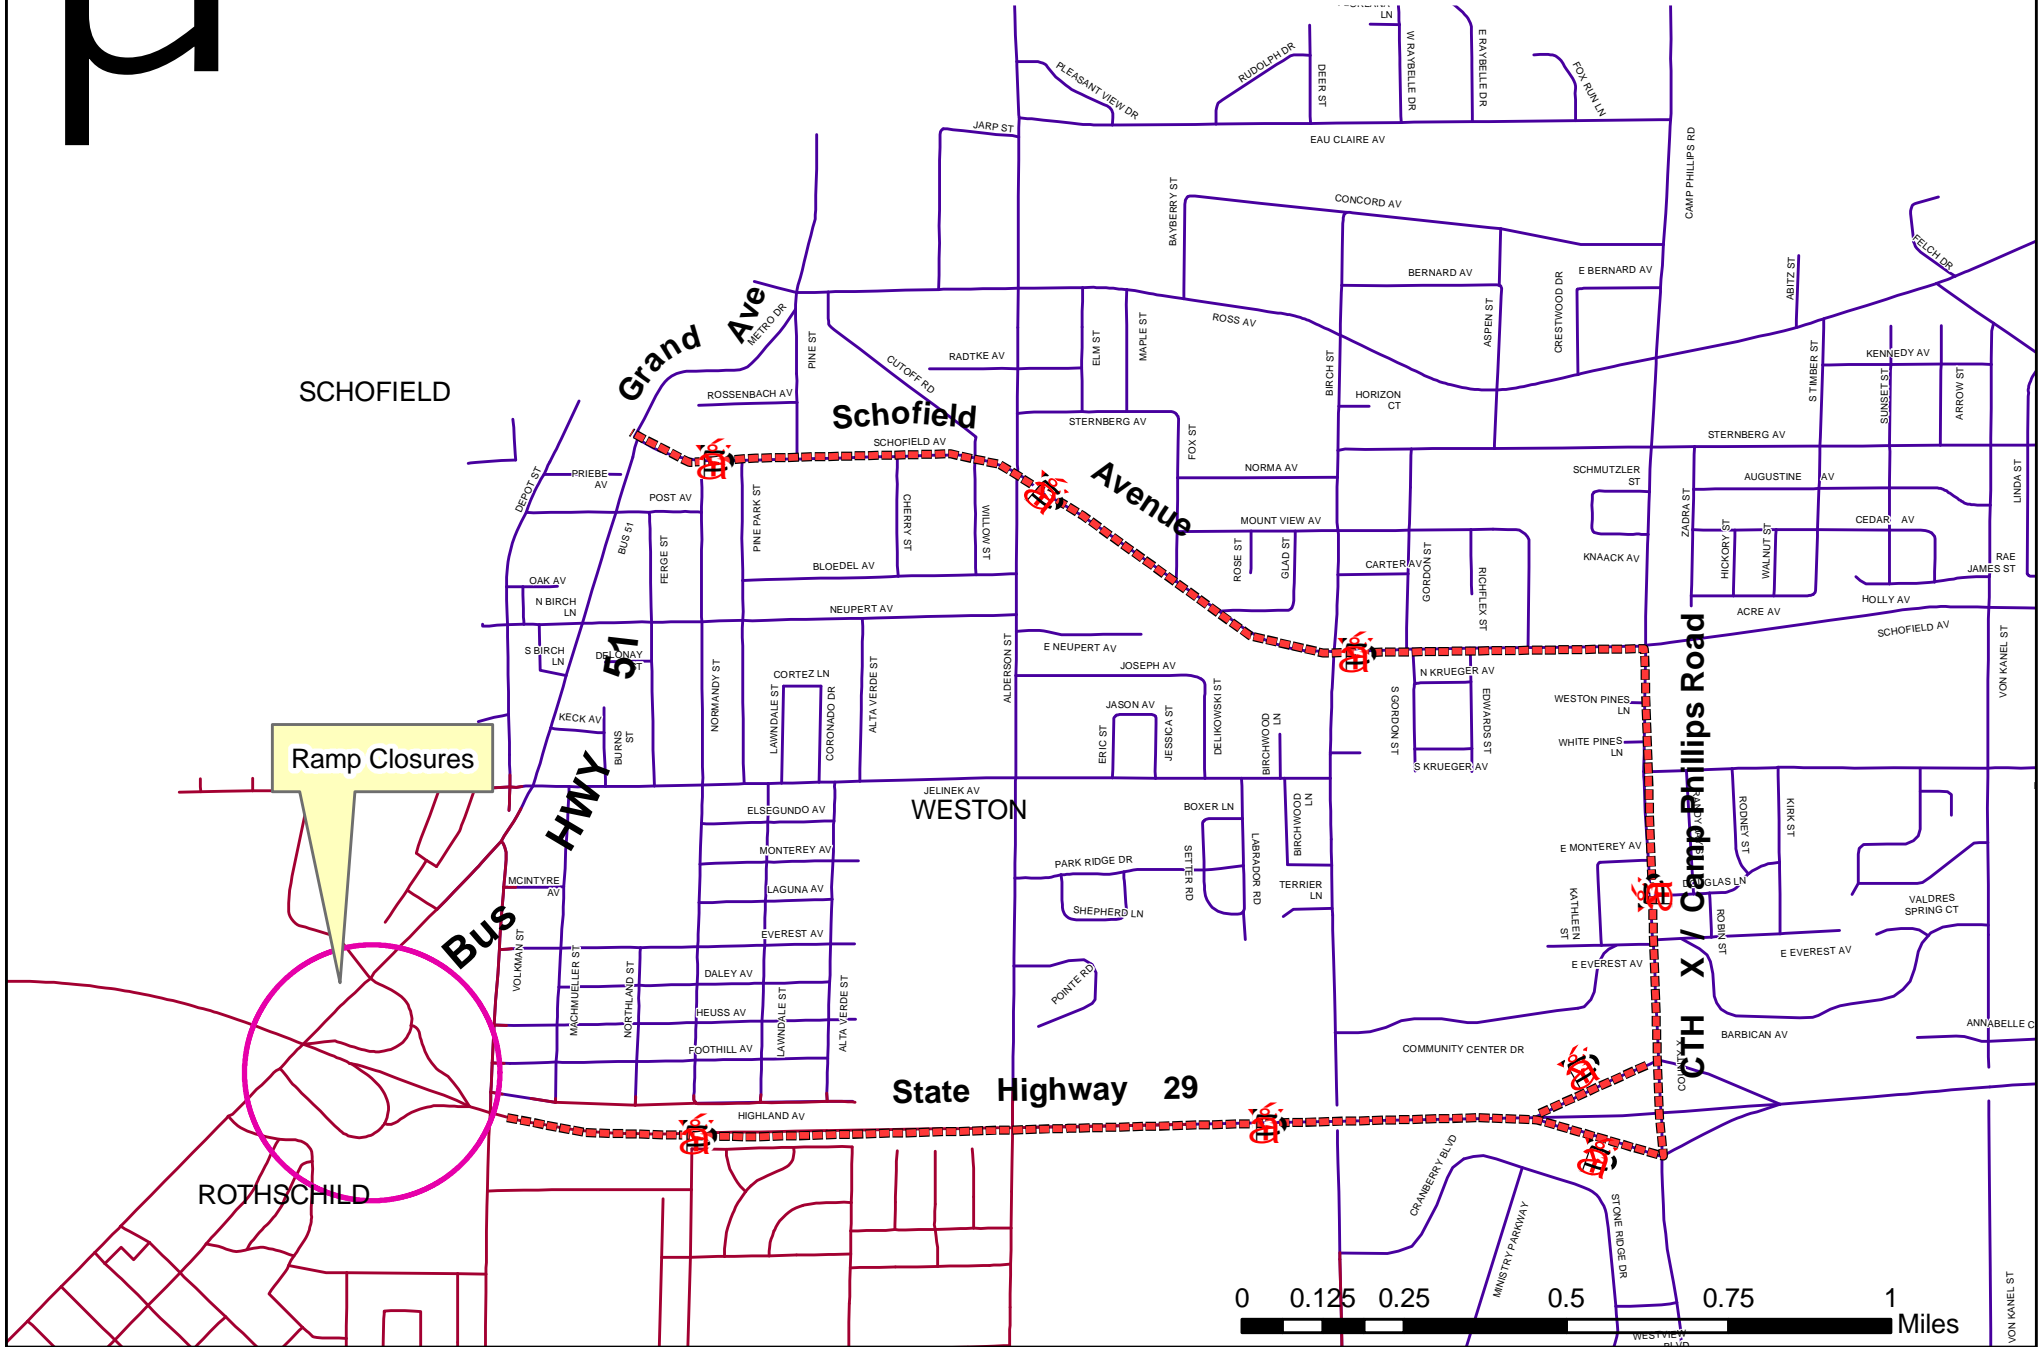 µ
LN
W RAYBELLE DR
E RAYBELLE DR
FOX RUN LN
RUDOLPH DR
DEER ST
PLEASANT VIEW DR
JARP ST
EAU CLAIRE AV
CAMP PHILLIPS RD
BAYBERRY ST
CONCORD AV
FELCH DR
BERNARD AV
E BERNARD AV
ABITZ ST
CRESTWOOD DR
ASPEN ST
Grand Ave
METRO DR
PINE ST
CUTOFF RD
RADTKE AV
ELM ST
MAPLE ST
ROSS AV
BIRCH ST
S TIMBER ST
KENNEDY AV
SUNSET ST
ARROW ST
SCHOFIELD
ROSSENBACH AV
HORIZON
CT
Schofield
Avenue
SCHOFIELD AV
STERNBERG AV
FOX ST
STERNBERG AV
DEPOT ST
PRIEBE
AV
POST AV
BUS 51
FERGE ST
PINE PARK ST
CHERRY ST
WILLOW ST
NORMA AV
SCHMUTZLER
ST
AUGUSTINE AV
LINDA ST
ZADRA ST
MOUNT VIEW AV
CEDAR AV
HICKORY ST
WALNUT ST
ROSE ST
GLAD ST
CARTER AV
GORDON ST
RICHFLEX ST
KNAACK AV
RAE
JAMES ST
OAK AV
BLOEDEL AV
N BIRCH
LN
NEUPERT AV
ACRE AV
HOLLY AV
SCHOFIELD AV
S BIRCH
LN
DELONAY
ST
51
ALDERSON ST
E NEUPERT AV
JOSEPH AV
N KRUEGER AV
VON KANEL ST
NORMANDY ST
CORTEZ LN
LAWNDALE ST
CORONADO DR
ALTA VERDE ST
JASON AV
ERIC ST
JESSICA ST
DELIKOWSKI ST
BIRCHWOOD
LN
S GORDON ST
EDWARDS ST
WESTON PINES
LN
WHITE PINES
LN
S KRUEGER AV
KECK AV
BURNS
ST
Ramp Closures
HWY
JELINEK AV
WESTON
ELSEGUNDO AV
BOXER LN
BIRCHWOOD
LN
RODNEY ST
KIRK ST
CTH X / Camp Phillips Road
MONTEREY AV
PARK RIDGE DR
SETTER RD
LABRADOR RD
E MONTEREY AV
MCINTYRE
AV
LAGUNA AV
TERRIER
LN
DOUGLAS LN
SHEPHERD LN
KATHLEEN
ST
ROBIN ST
VALDRES
SPRING CT
Bus
EVEREST AV
VOLKMAN ST
MACHMUELLER ST
NORTHLAND ST
DALEY AV
POINTE RD
E EVEREST AV
E EVEREST AV
HEUSS AV
LAWNDALE ST
ALTA VERDE ST
FOOTHILL AV
COMMUNITY CENTER DR
BARBICAN AV
ANNABELLE C
COUNTY X
State Highway 29
HIGHLAND AV
ROTHSCHILD
CRANBERRY BLVD
MINISTRY PARKWAY
STONE RIDGE DR
VON KANEL ST
0 0.125 0.25 0.5 0.75 1
Miles
WESTVIEW
BLVD